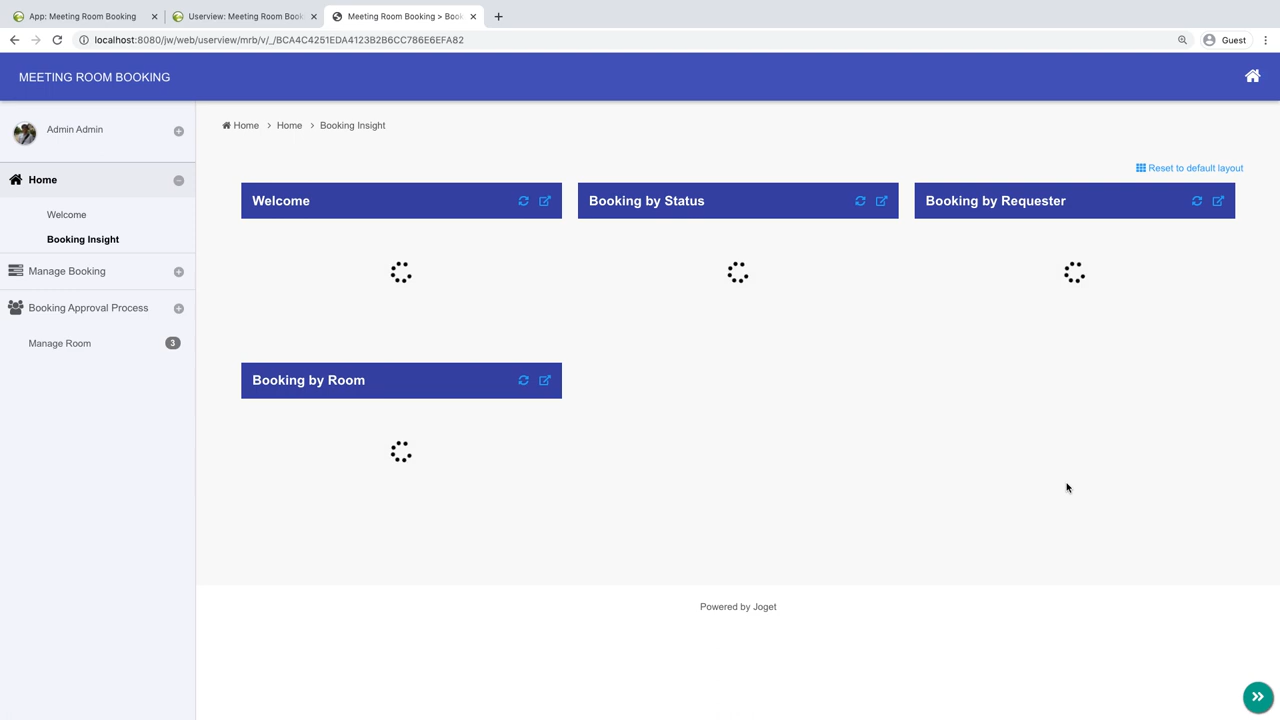 App: Meeting Room Booking
Userview: Meeting Room Book
Meeting Room Booking > Book
localhost:8080/jw/web/userview/mrb/v/_/BCA4C4251EDA4123B2B6CC786E6EFA82
Guest
MEETING ROOM BOOKING
Admin Admin
Home
Welcome
Booking Insight
Manage Booking
Booking Approval Process
Manage Room
3
Home > Home > Booking Insight
Reset to default layout
Welcome
Booking by Status
Booking by Requester
Booking by Room
Powered by Joget